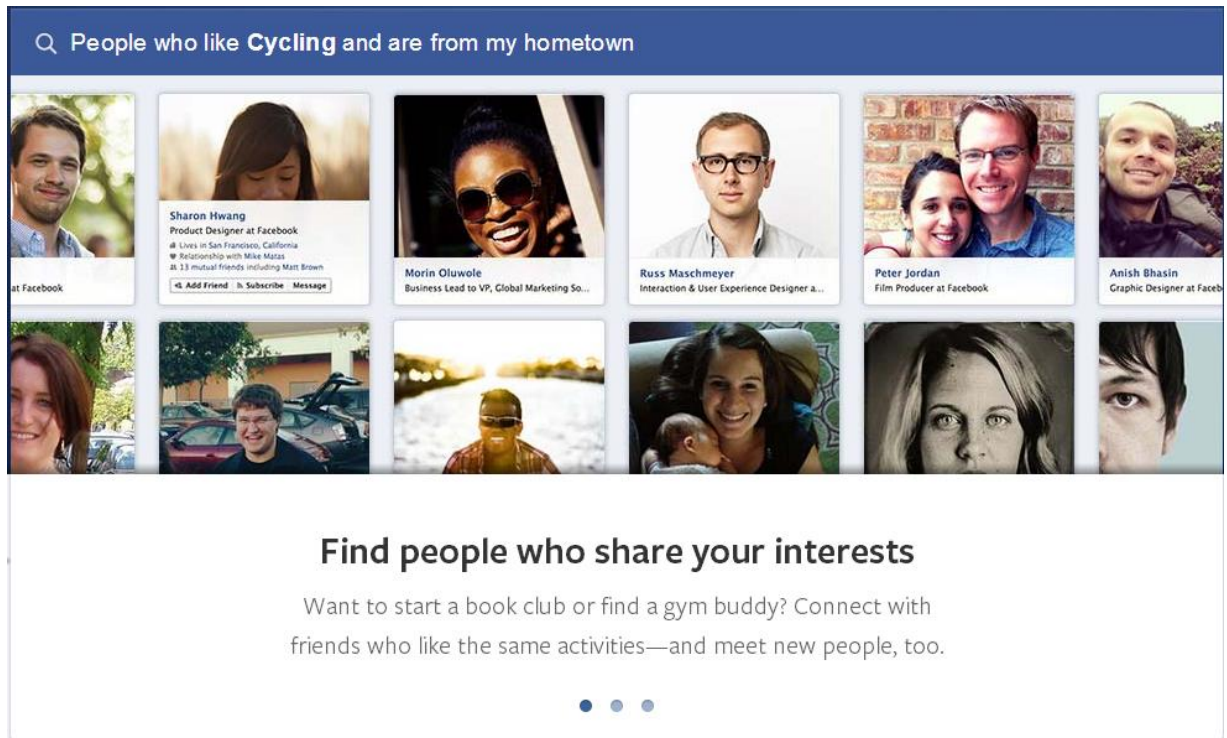 People who like Cycling and are from my hometown
at Facebook
Sharon Hwang
Product Designer at Facebook
Lives in San Francisco, California
Relationship with Mike Matas
13 mutual friends including Matt Brown
Add Friend Subscribe Message
Morin Oluwole
Business Lead to VP, Global Marketing So...
Russ Maschmeyer
Interaction & User Experience Designer a...
Peter Jordan
Film Producer at Facebook
Anish Bhasin
Graphic Designer at Faceb
Find people who share your interests
Want to start a book club or find a gym buddy? Connect with
friends who like the same activities—and meet new people, too.